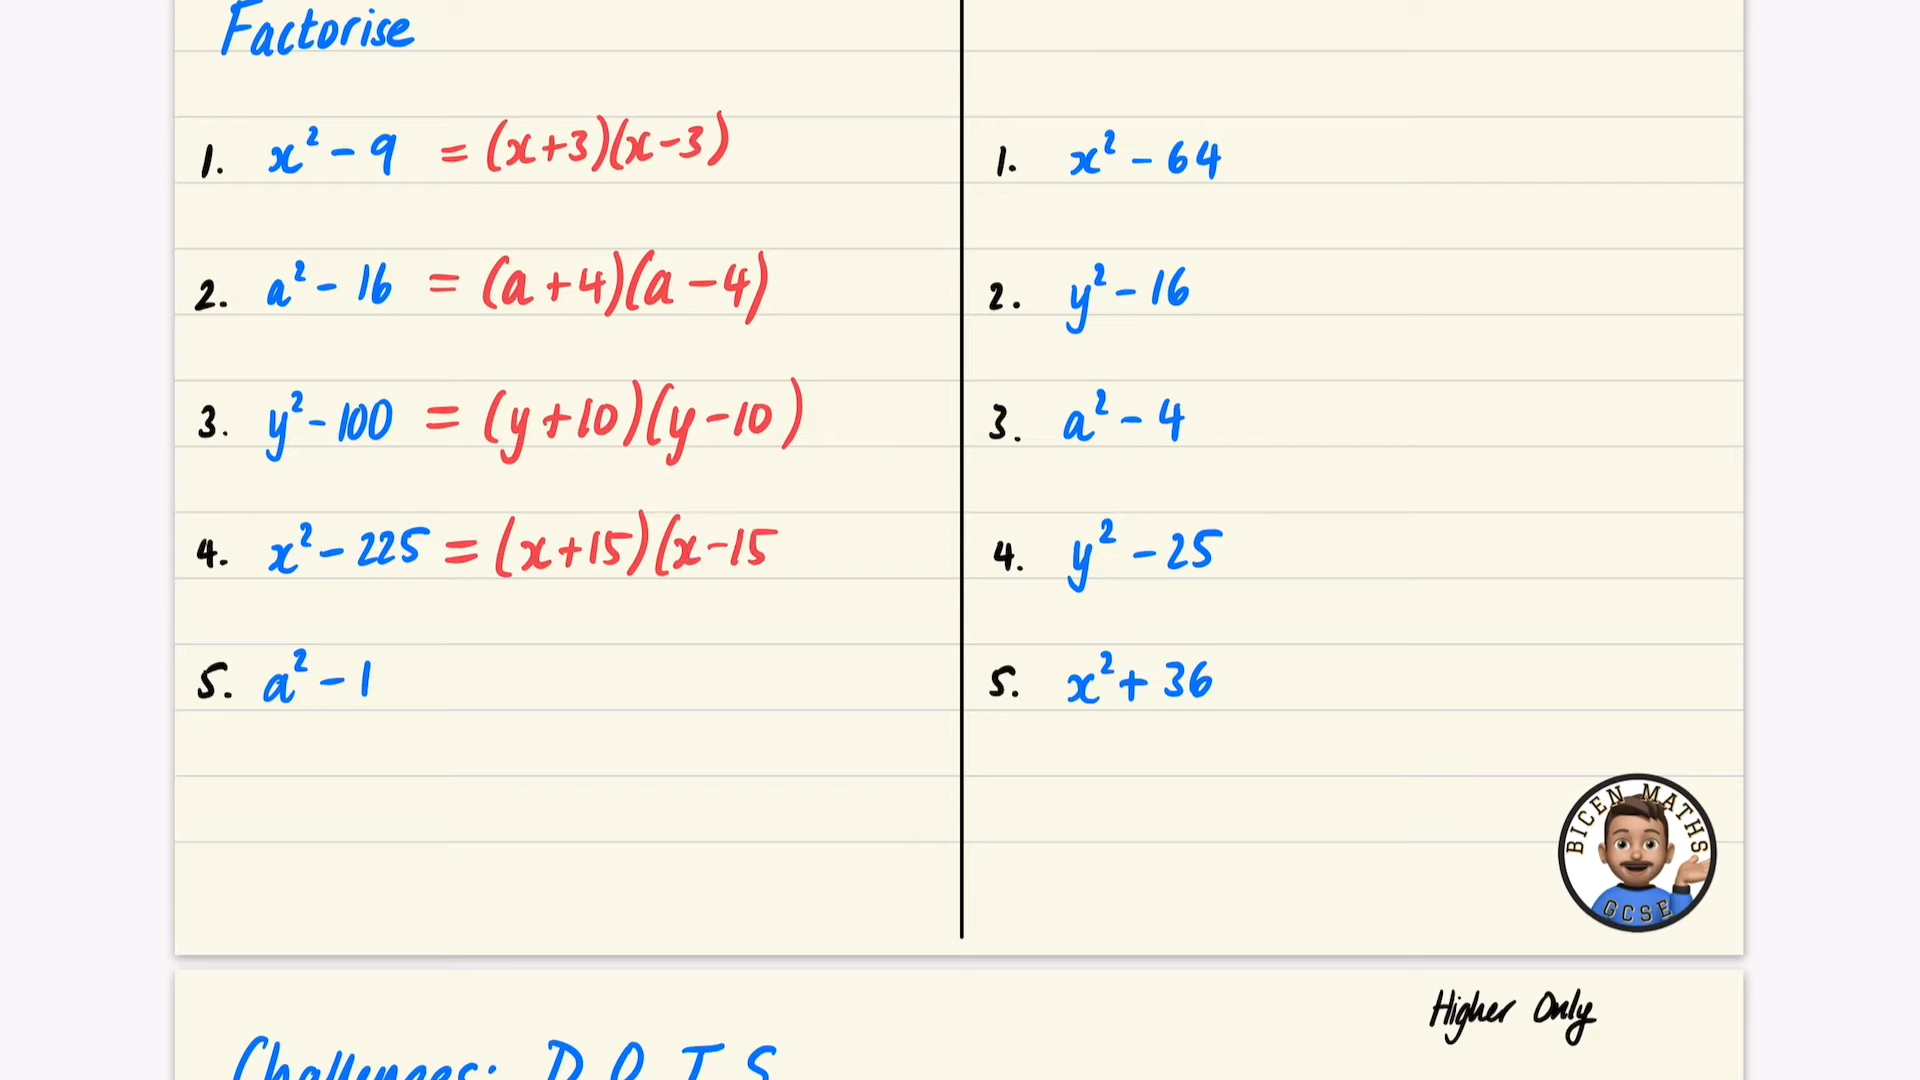 Factorise
1. x² - 9 = (x+3)(x-3)
2. a² - 16 = (a+4)(a-4)
3. y² - 100 = (y+10)(y-10)
4. x² - 225 = (x+15)(x-15
5. a² - 1
1. x² - 64
2. y² - 16
3. a² - 4
4. y² - 25
5. x² + 36
BICEN MATHS
GCSE
Higher Only
Challenges: D O T S